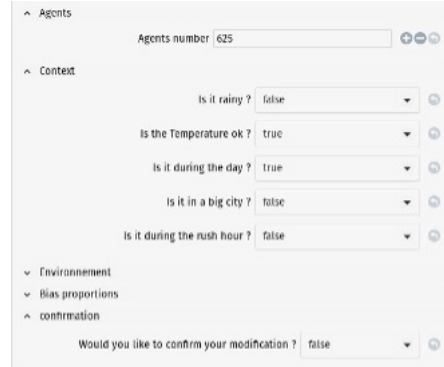 Agents
Agents number 625
Context
Is it rainy ? false
Is the Temperature ok ? true
Is it during the day ? true
Is it in a big city ? false
Is it during the rush hour ? false
Environnement
Bias proportions
confirmation
Would you like to confirm your modification ? false